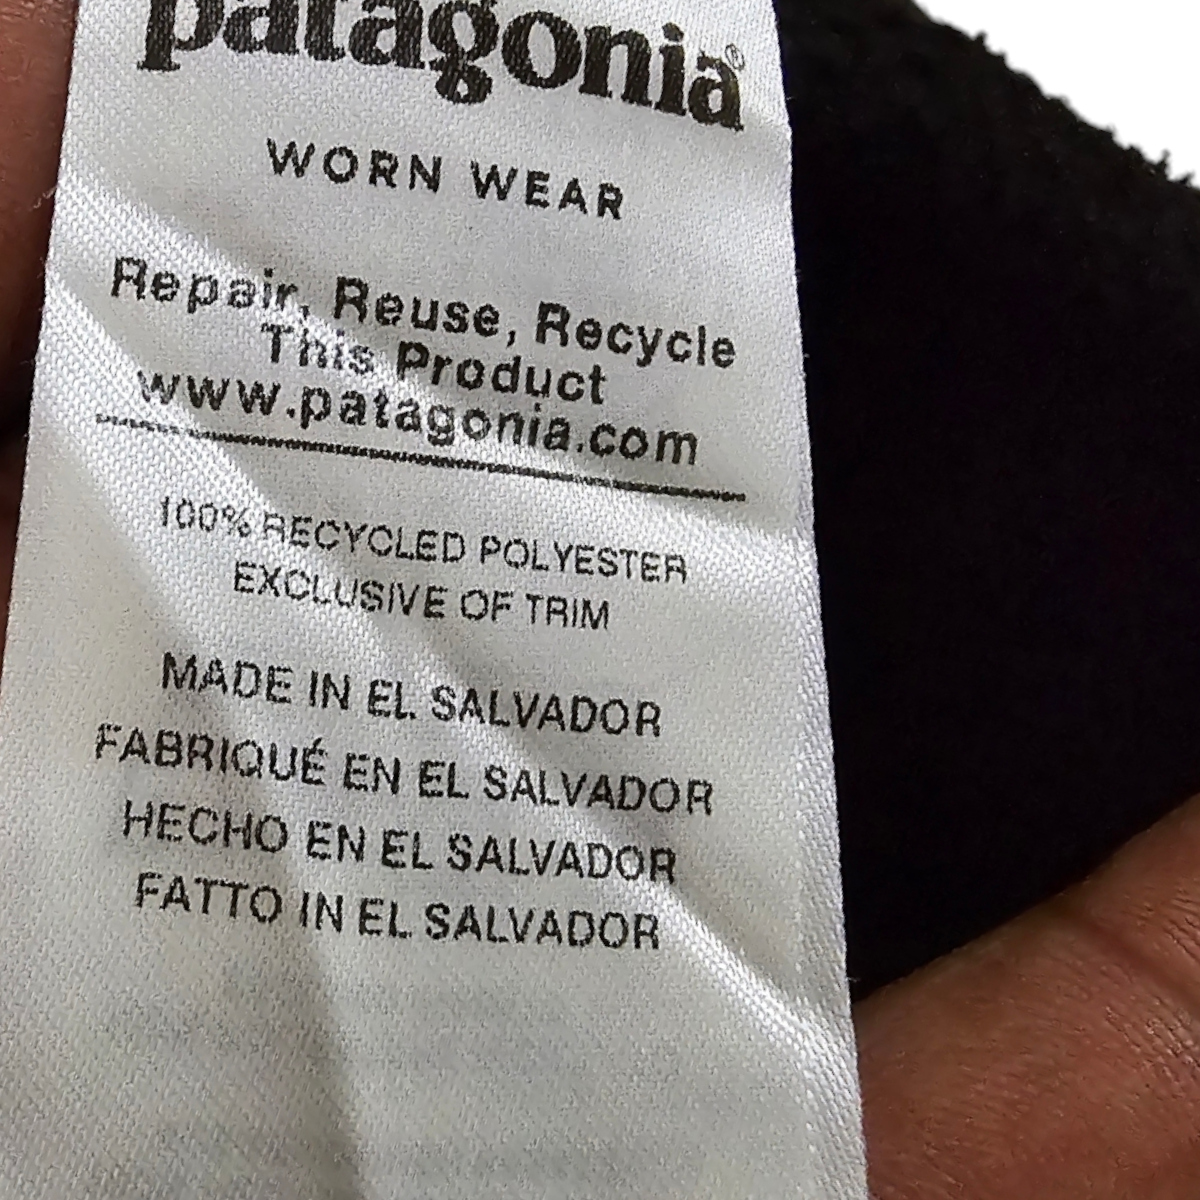 patagonia®
WORN WEAR
Repair, Reuse, Recycle
This Product
www.patagonia.com
100% RECYCLED POLYESTER
EXCLUSIVE OF TRIM
MADE IN EL SALVADOR
FABRIQUÉ EN EL SALVADOR
HECHO EN EL SALVADOR
FATTO IN EL SALVADOR